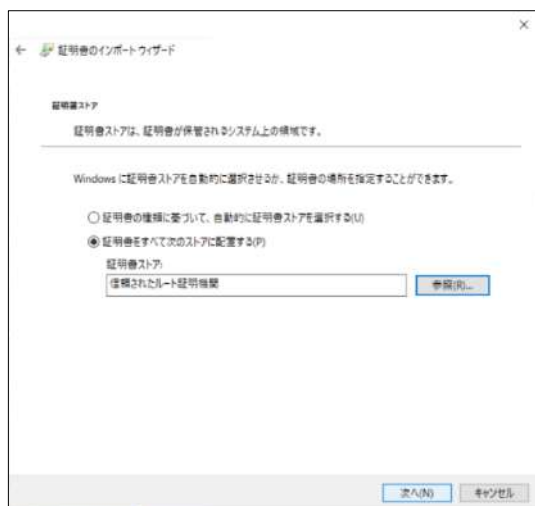 証明書のインポート ウィザード
証明書ストア
証明書ストアは、証明書が保管されるシステム上の領域です。
Windows に証明書ストアを自動的に選択させるか、証明書の場所を指定することができます。
証明書の種類に基づいて、自動的に証明書ストアを選択する(U)
証明書をすべて次のストアに配置する(P)
証明書ストア:
信頼されたルート証明機関
参照(R)...
次へ(N)
キャンセル